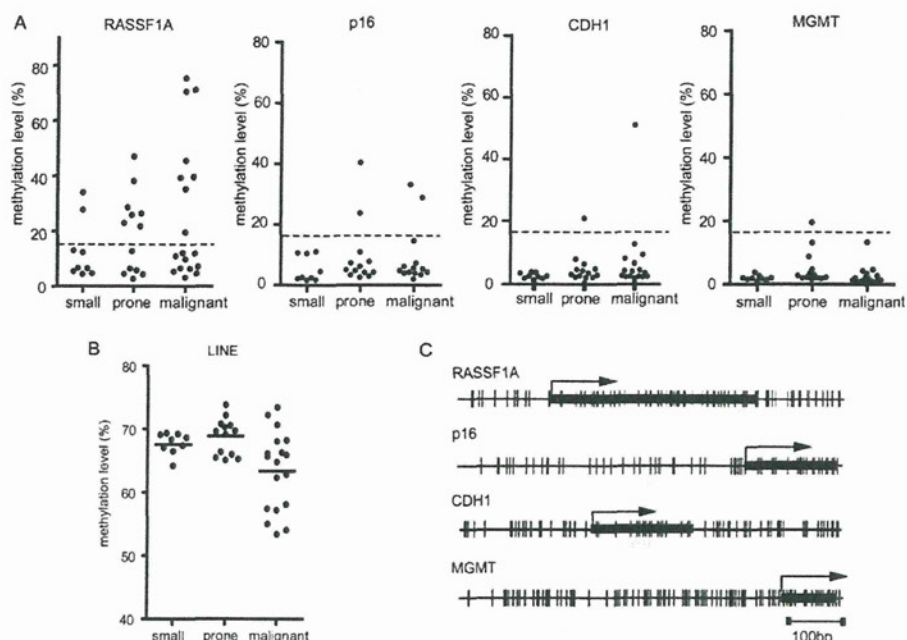 A
RASSF1A
p16
CDH1
MGMT
methylation level (%)
80
60
40
20
0
small prone malignant
methylation level (%)
80
60
40
20
0
small prone malignant
methylation level (%)
80
60
40
20
0
small prone malignant
methylation level (%)
80
60
40
20
0
small prone malignant
B
LINE
methylation level (%)
80
70
60
50
40
small prone malignant
C
RASSF1A
p16
CDH1
MGMT
100bp